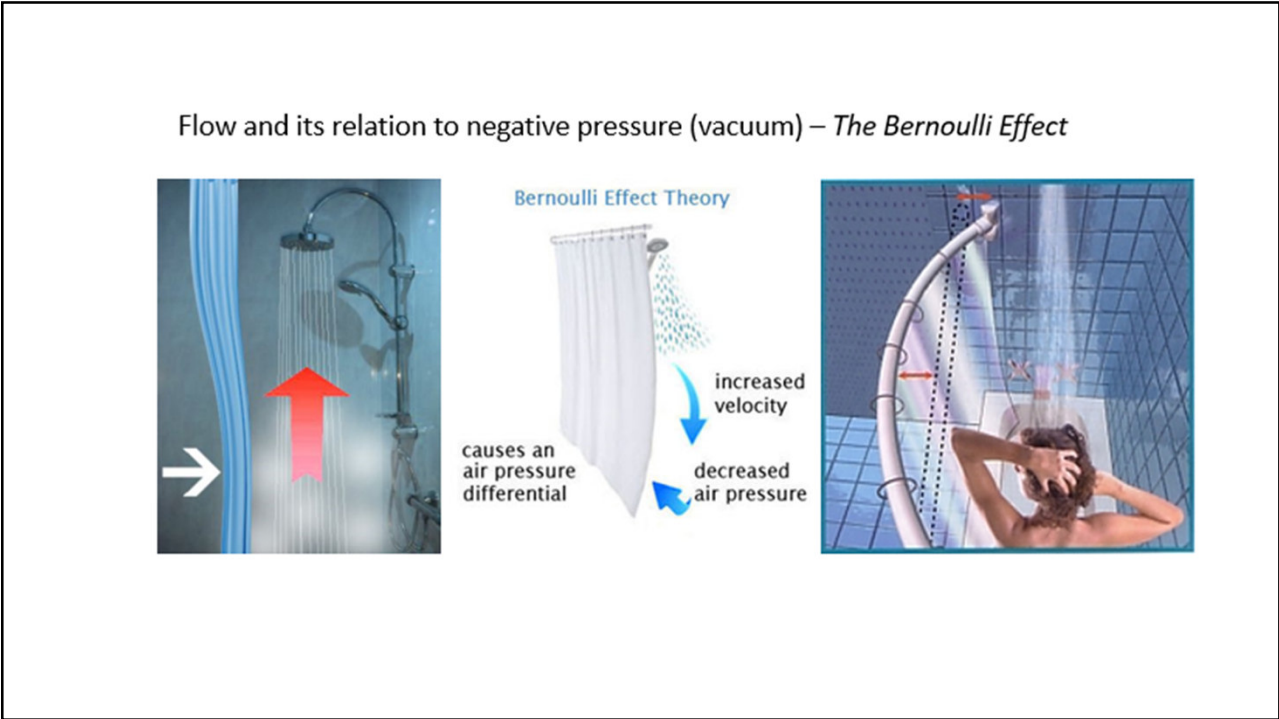 Flow and its relation to negative pressure (vacuum) – The Bernoulli Effect
Bernoulli Effect Theory
increased
velocity
causes an
air pressure
differential
decreased
air pressure